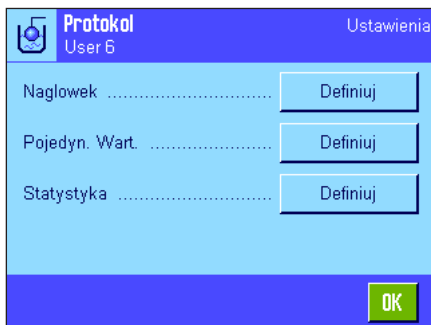 Protokol Ustawienia
User 6
Naglowek ............................ Definiuj
Pojedyn. Wart. ..................... Definiuj
Statystyka ........................... Definiuj
OK